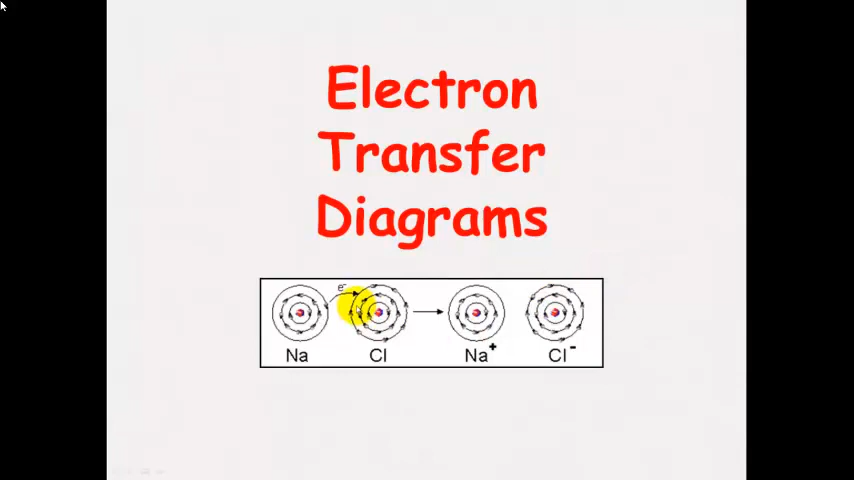 Electron
Transfer
Diagrams
e⁻
Na Cl Na⁺ Cl⁻